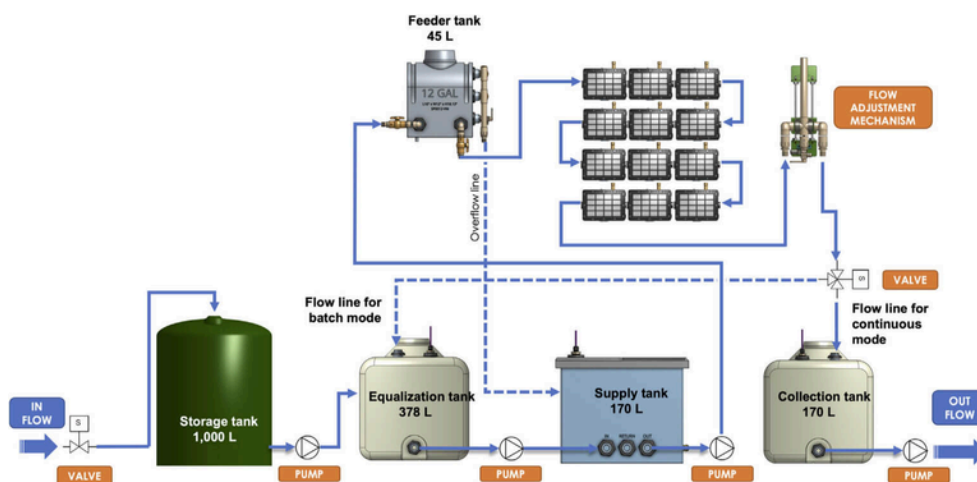 Feeder tank
45 L
12 GAL
FLOW
ADJUSTMENT
MECHANISM
Overflow line
S
VALVE
Flow line for
batch mode
Flow line for
continuous
mode
IN
FLOW
S
Storage tank
1,000 L
Equalization tank
378 L
Supply tank
170 L
IN
RETURN
OUT
Collection tank
170 L
OUT
FLOW
VALVE
PUMP
PUMP
PUMP
PUMP